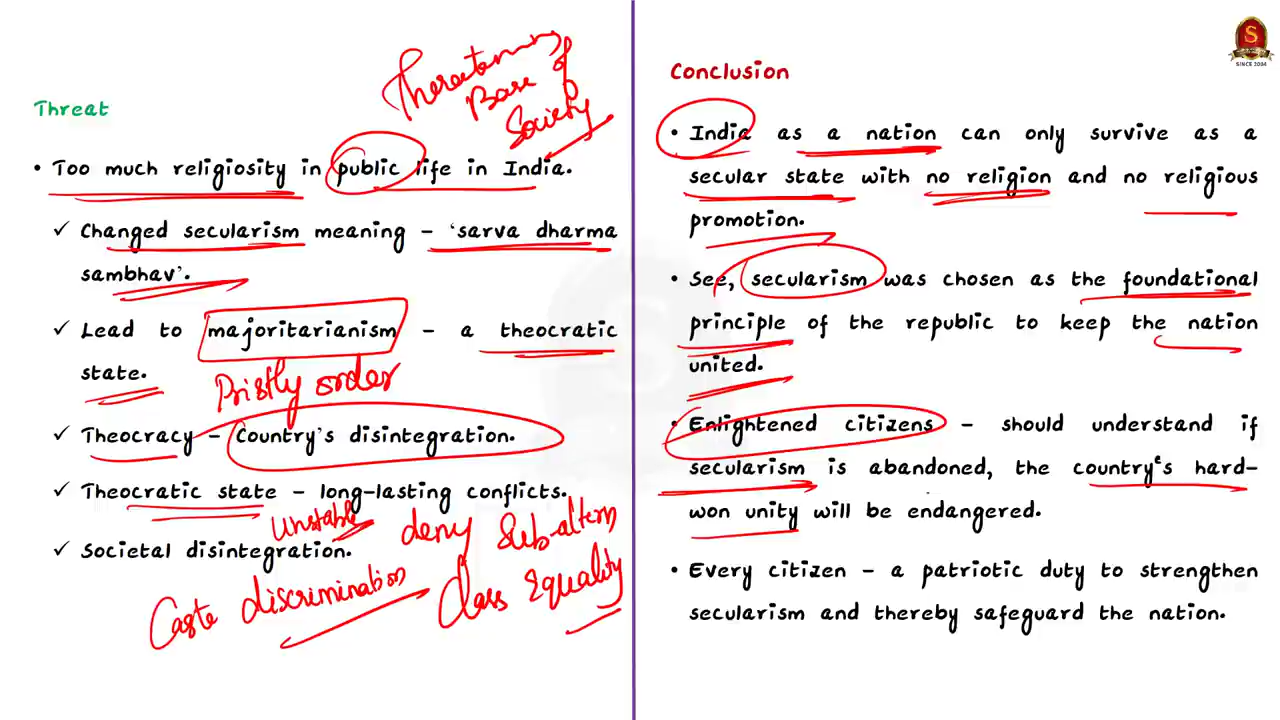 Threatening
Base of
Society
Threat
• Too much religiosity in public life in India.
✓ Changed secularism meaning – 'sarva dharma
sambhav'.
✓ Lead to majoritarianism – a theocratic
state.
Pristly order
✓ Theocracy – Country's disintegration.
✓ Theocratic state – long-lasting conflicts.
Unstable
deny Sub-altern
✓ Societal disintegration.
Caste discrimination
Class Equality
S
SINCE 2004
Conclusion
• India as a nation can only survive as a
secular state with no religion and no religious
promotion.
• See, secularism was chosen as the foundational
principle of the republic to keep the nation
united.
• Enlightened citizens – should understand if
secularism is abandoned, the country's hard-
won unity will be endangered.
• Every citizen – a patriotic duty to strengthen
secularism and thereby safeguard the nation.